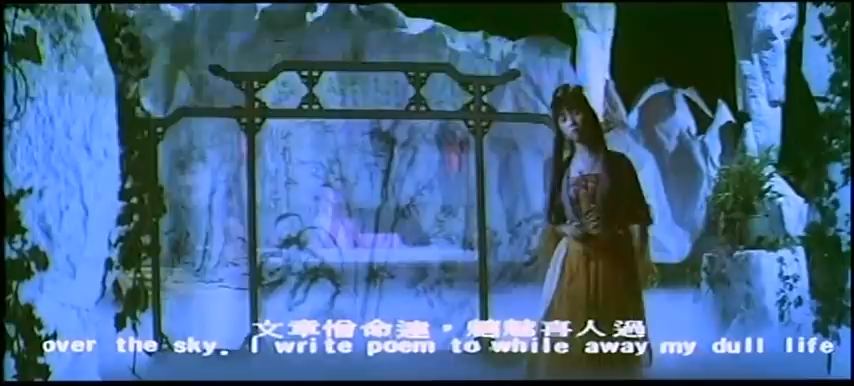 文章憎命達，魑魅喜人過
over the sky. I write poem to while away my dull life